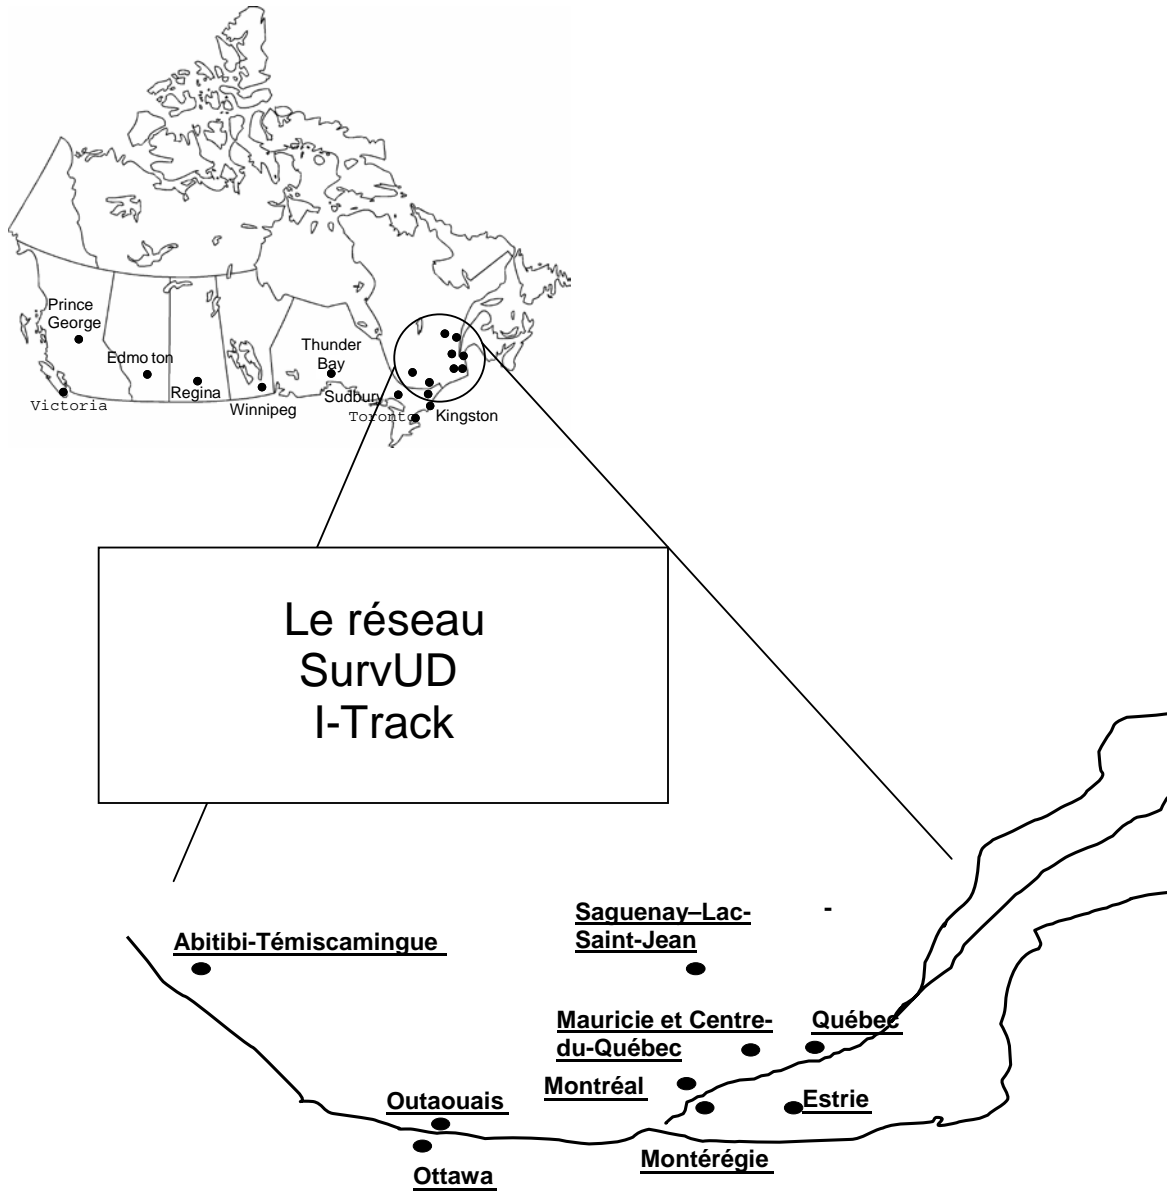 Prince
George
Edmo ton
Regina
Victoria
Winnipeg
Thunder
Bay
Sudbury
Toronto
Kingston
Le réseau
SurvUD
I-Track
Saguenay–Lac-
Saint-Jean
-
Abitibi-Témiscamingue
Mauricie et Centre-
du-Québec
Québec
Montréal
Outaouais
Estrie
Montérégie
Ottawa